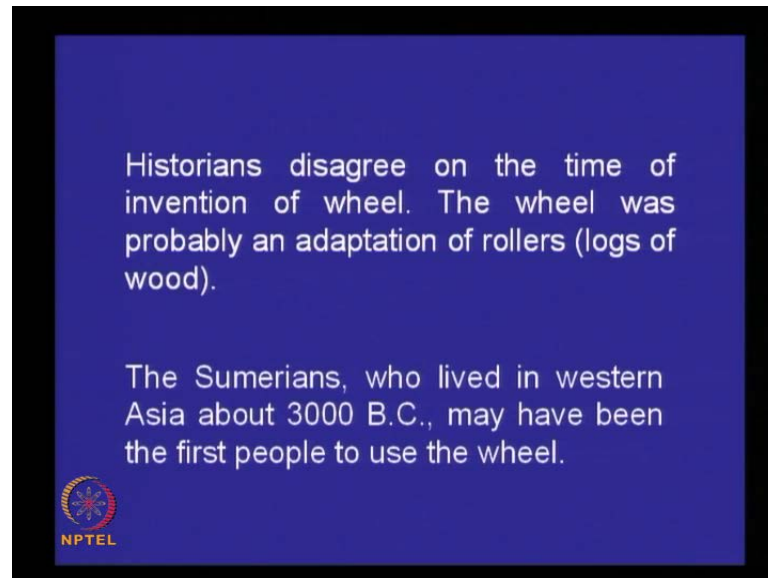 Historians disagree on the time of
invention of wheel. The wheel was
probably an adaptation of rollers (logs of
wood).
The Sumerians, who lived in western
Asia about 3000 B.C., may have been
the first people to use the wheel.
NPTEL